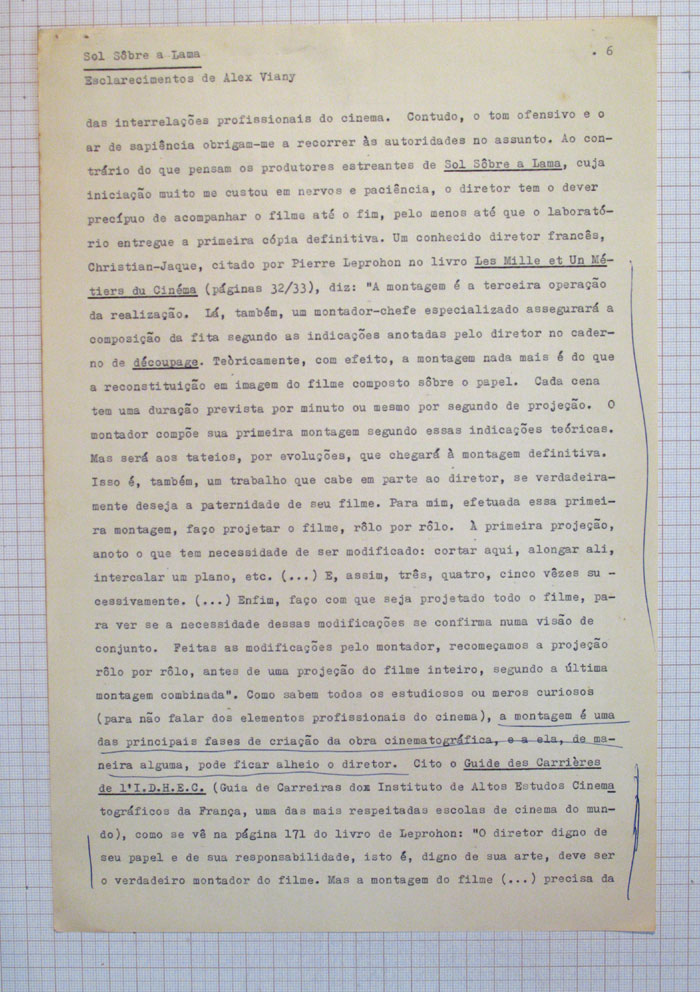 Sol Sôbre a Lama . 6
Esclarecimentos de Alex Viany
das interrelações profissionais do cinema. Contudo, o tom ofensivo e o
ar de sapiência obrigam-me a recorrer às autoridades no assunto. Ao con-
trário do que pensam os produtores estreantes de Sol Sôbre a Lama, cuja
iniciação muito me custou em nervos e paciência, o diretor tem o dever
precípuo de acompanhar o filme até o fim, pelo menos até que o laborató-
rio entregue a primeira cópia definitiva. Um conhecido diretor francês,
Christian-Jaque, citado por Pierre Leprohon no livro Les Mille et Un Mé-
tiers du Cinéma (páginas 32/33), diz: "A montagem é a terceira operação
da realização. Lá, também, um montador-chefe especializado assegurará a
composição da fita segundo as indicações anotadas pelo diretor no cader-
no de découpage. Teòricamente, com efeito, a montagem nada mais é do que
a reconstituição em imagem do filme composto sôbre o papel. Cada cena
tem uma duração prevista por minuto ou mesmo por segundo de projeção. O
montador compõe sua primeira montagem segundo essas indicações teóricas.
Mas será aos tateios, por evoluções, que chegará à montagem definitiva.
Isso é, também, um trabalho que cabe em parte ao diretor, se verdadeira-
mente deseja a paternidade de seu filme. Para mim, efetuada essa primei-
ra montagem, faço projetar o filme, rôlo por rôlo. À primeira projeção,
anoto o que tem necessidade de ser modificado: cortar aqui, alongar ali,
intercalar um plano, etc. (...) E, assim, três, quatro, cinco vêzes su -
cessivamente. (...) Enfim, faço com que seja projetado todo o filme, pa-
ra ver se a necessidade dessas modificações se confirma numa visão de
conjunto. Feitas as modificações pelo montador, recomeçamos a projeção
rôlo por rôlo, antes de uma projeção do filme inteiro, segundo a última
montagem combinada". Como sabem todos os estudiosos ou meros curiosos
(para não falar dos elementos profissionais do cinema), a montagem é uma
das principais fases de criação da obra cinematográfica, e a ela, de ma-
neira alguma, pode ficar alheio o diretor. Cito o Guide des Carrières
de l'I.D.H.E.C. (Guia de Carreiras dox Instituto de Altos Estudos Cinema
tográficos da França, uma das mais respeitadas escolas de cinema do mun-
do), como se vê na página 171 do livro de Leprohon: "O diretor digno de
seu papel e de sua responsabilidade, isto é, digno de sua arte, deve ser
o verdadeiro montador do filme. Mas a montagem do filme (...) precisa da